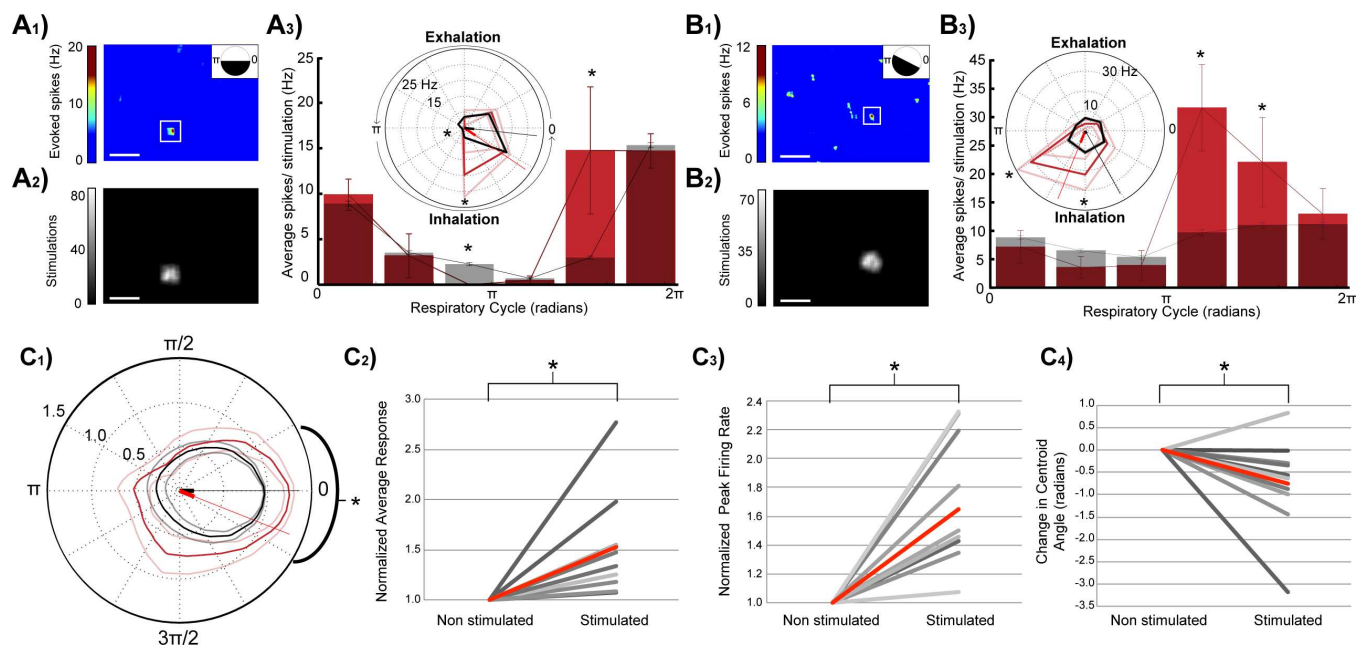 A1)
Evoked spikes (Hz)
20
10
0
π
0
A2)
Stimulations
80
40
0
A3)
Average spikes/ stimulation (Hz)
25
20
15
10
5
0
Exhalation
25 Hz
15
π
0
*
*
Inhalation
*
*
0
π
2π
Respiratory Cycle (radians)
B1)
Evoked spikes (Hz)
12
6
0
π
0
B2)
Stimulations
70
35
0
B3)
Average spikes/ stimulation (Hz)
45
40
35
30
25
20
15
10
5
0
Exhalation
30 Hz
10
π
0
*
*
Inhalation
*
*
0
π
2π
Respiratory Cycle (radians)
C1)
π/2
1.5
1.0
0.5
π
0
*
3π/2
C2)
*
Normalized Average Response
3.0
2.5
2.0
1.5
1.0
Non stimulated
Stimulated
C3)
*
Normalized Peak Firing Rate
2.4
2.2
2.0
1.8
1.6
1.4
1.2
1.0
Non stimulated
Stimulated
C4)
*
Change in Centroid
Angle (radians)
1.0
0.5
0.0
-0.5
-1.0
-1.5
-2.0
-2.5
-3.0
-3.5
Non stimulated
Stimulated